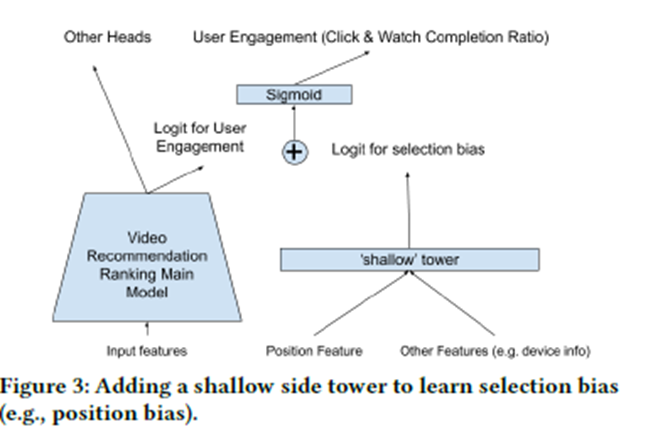 Other Heads
User Engagement (Click & Watch Completion Ratio)
Sigmoid
Logit for User
Engagement
+
Logit for selection bias
Video
Recommendation
Ranking Main
Model
'shallow' tower
Input features
Position Feature
Other Features (e.g. device info)
Figure 3: Adding a shallow side tower to learn selection bias
(e.g., position bias).